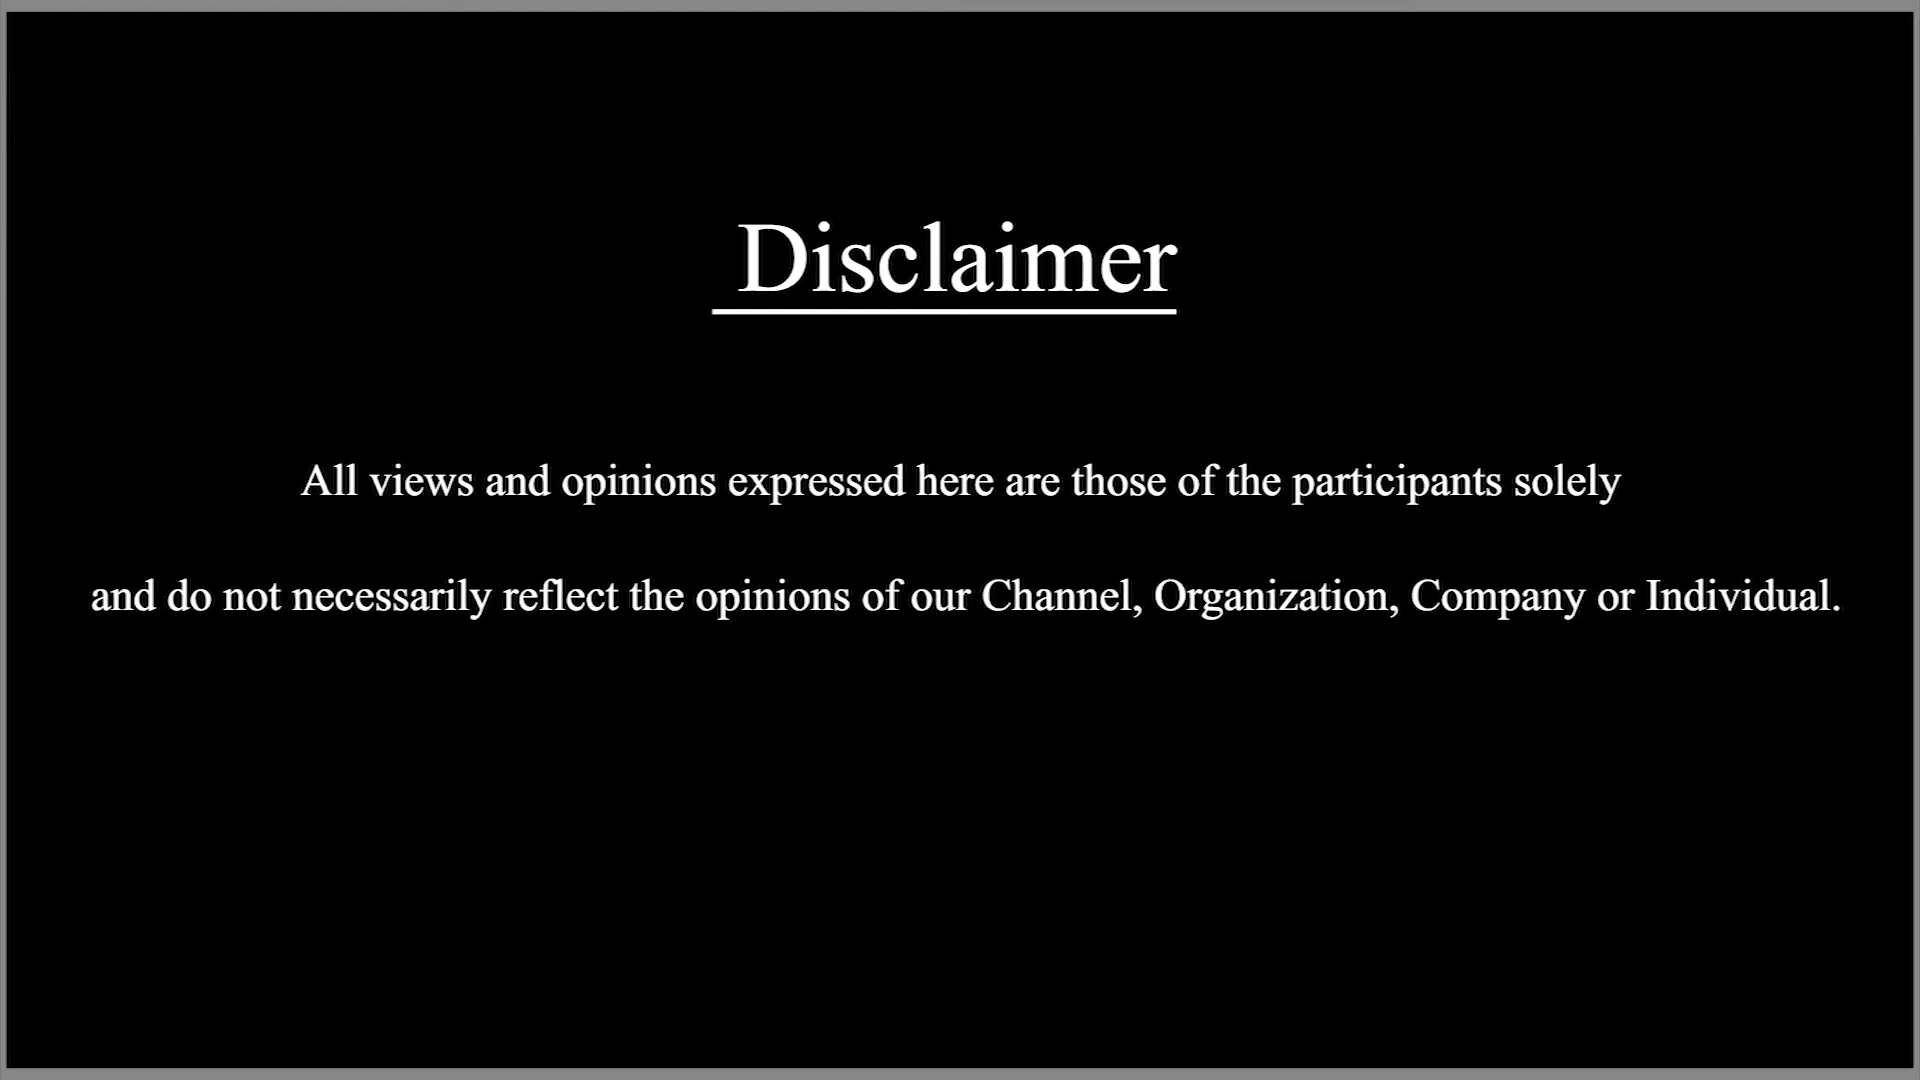 Disclaimer
All views and opinions expressed here are those of the participants solely
and do not necessarily reflect the opinions of our Channel, Organization, Company or Individual.